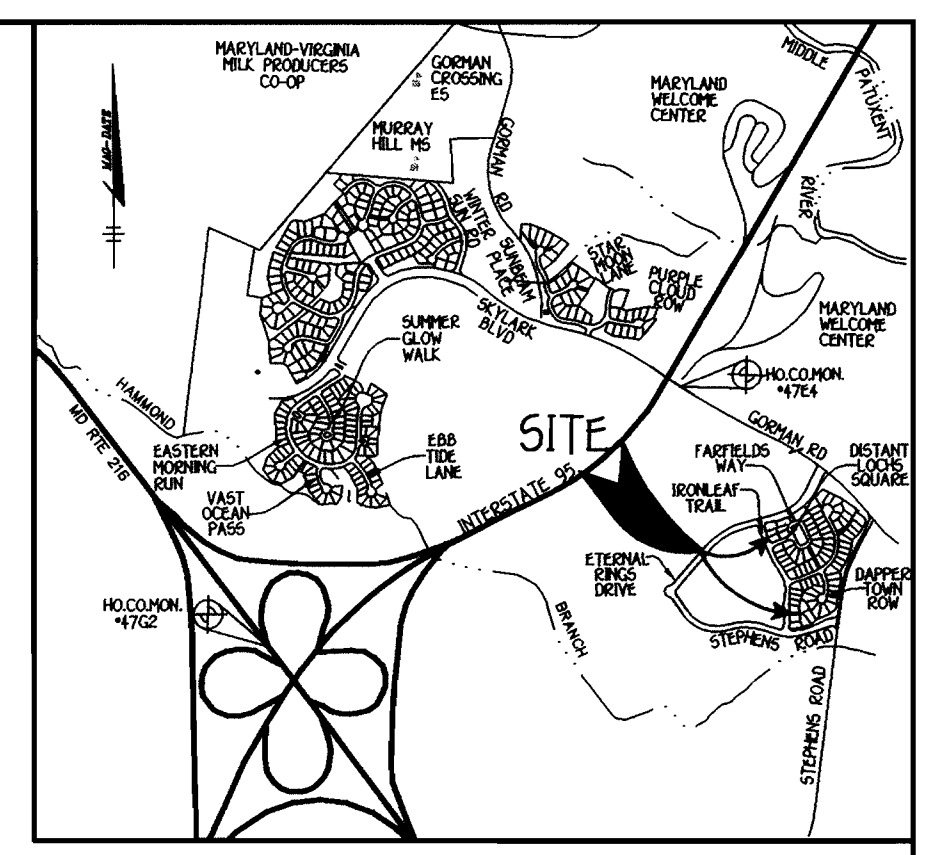 MARYLAND-VIRGINIA
MILK PRODUCERS
CO-OP
GORMAN
CROSSING
ES
MURRAY
HILL MS
GORMAN RD
MARYLAND
WELCOME
CENTER
MIDDLE
PATUXENT
RIVER
WINTER
SUN RD
SUNBEAM
PLACE
STAR
MOON
LANE
PURPLE
CLOUD
ROW
SKYLARK
BLVD
SUMMER
GLOW
WALK
MARYLAND
WELCOME
CENTER
HO.CO.MON.
47E4
HAMMOND
MD RTE 216
EASTERN
MORNING
RUN
VAST
OCEAN
PASS
EBB
TIDE
LANE
SITE
INTERSTATE 95
GORMAN RD
FARFIELDS
WAY
DISTANT
LOCHS
SQUARE
IRONLEAF
TRAIL
ETERNAL
RINGS
DRIVE
DAPPER
TOWN
ROW
HO.CO.MON.
47G2
BRANCH
STEPHENS ROAD
STEPHENS ROAD